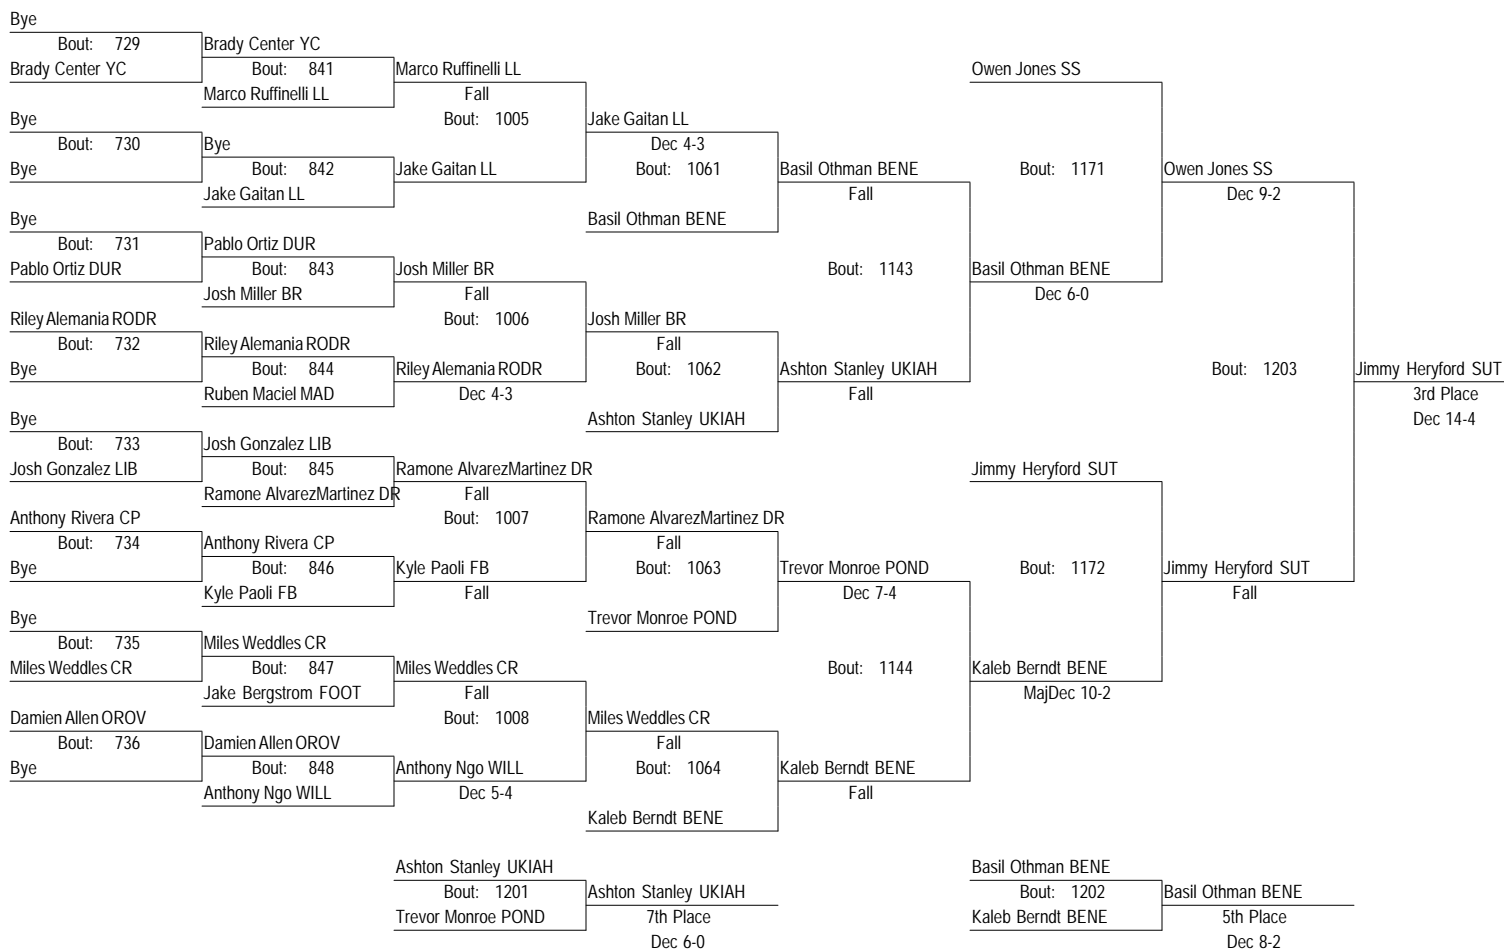 Bye
Bout: 729 Brady Center YC
Brady Center YC Bout: 841 Marco Ruffinelli LL Owen Jones SS
Marco Ruffinelli LL Fall
Bye Bout: 1005 Jake Gaitan LL
Bout: 730 Bye Dec 4-3
Bye Bout: 842 Jake Gaitan LL Bout: 1061 Basil Othman BENE Bout: 1171 Owen Jones SS
Jake Gaitan LL Fall Dec 9-2
Bye Basil Othman BENE
Bout: 731 Pablo Ortiz DUR
Pablo Ortiz DUR Bout: 843 Josh Miller BR Bout: 1143 Basil Othman BENE
Josh Miller BR Fall Dec 6-0
Riley Alemania RODR Bout: 1006 Josh Miller BR
Bout: 732 Riley Alemania RODR Fall
Bye Bout: 844 Riley Alemania RODR Bout: 1062 Ashton Stanley UKIAH Bout: 1203 Jimmy Heryford SUT
Ruben Maciel MAD Dec 4-3 Fall 3rd Place
Bye Ashton Stanley UKIAH Dec 14-4
Bout: 733 Josh Gonzalez LIB
Josh Gonzalez LIB Bout: 845 Ramone AlvarezMartinez DR Jimmy Heryford SUT
Ramone AlvarezMartinez DR Fall
Anthony Rivera CP Bout: 1007 Ramone AlvarezMartinez DR
Bout: 734 Anthony Rivera CP Fall
Bye Bout: 846 Kyle Paoli FB Bout: 1063 Trevor Monroe POND Bout: 1172 Jimmy Heryford SUT
Kyle Paoli FB Fall Dec 7-4 Fall
Bye Trevor Monroe POND
Bout: 735 Miles Weddles CR
Miles Weddles CR Bout: 847 Miles Weddles CR Bout: 1144 Kaleb Berndt BENE
Jake Bergstrom FOOT Fall MajDec 10-2
Damien Allen OROV Bout: 1008 Miles Weddles CR
Bout: 736 Damien Allen OROV Fall
Bye Bout: 848 Anthony Ngo WILL Bout: 1064 Kaleb Berndt BENE
Anthony Ngo WILL Dec 5-4 Fall
Kaleb Berndt BENE
Ashton Stanley UKIAH Basil Othman BENE
Bout: 1201 Ashton Stanley UKIAH Bout: 1202 Basil Othman BENE
Trevor Monroe POND 7th Place Kaleb Berndt BENE 5th Place
Dec 6-0 Dec 8-2